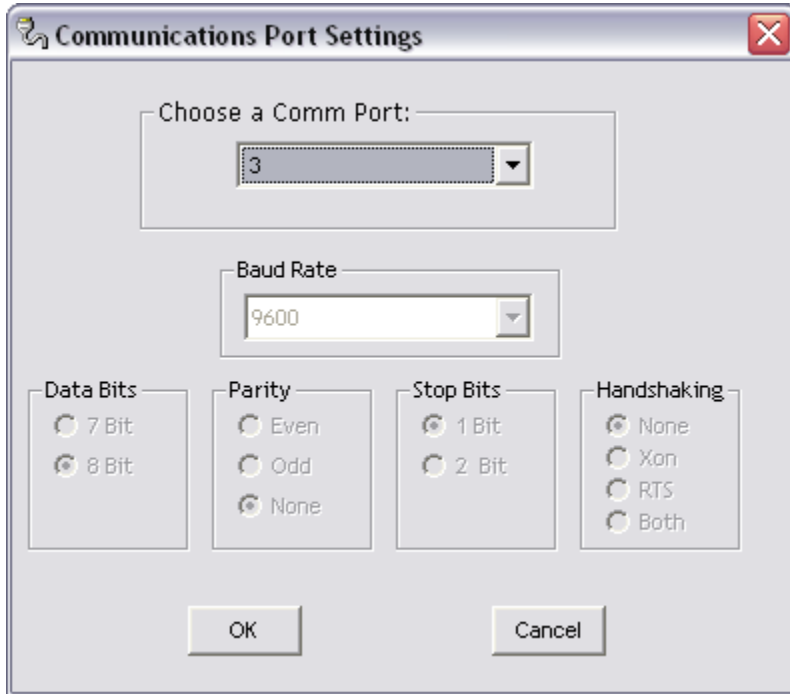 Communications Port Settings
Choose a Comm Port:
3
Baud Rate
9600
Data Bits
7 Bit
8 Bit
Parity
Even
Odd
None
Stop Bits
1 Bit
2 Bit
Handshaking
None
Xon
RTS
Both
OK
Cancel